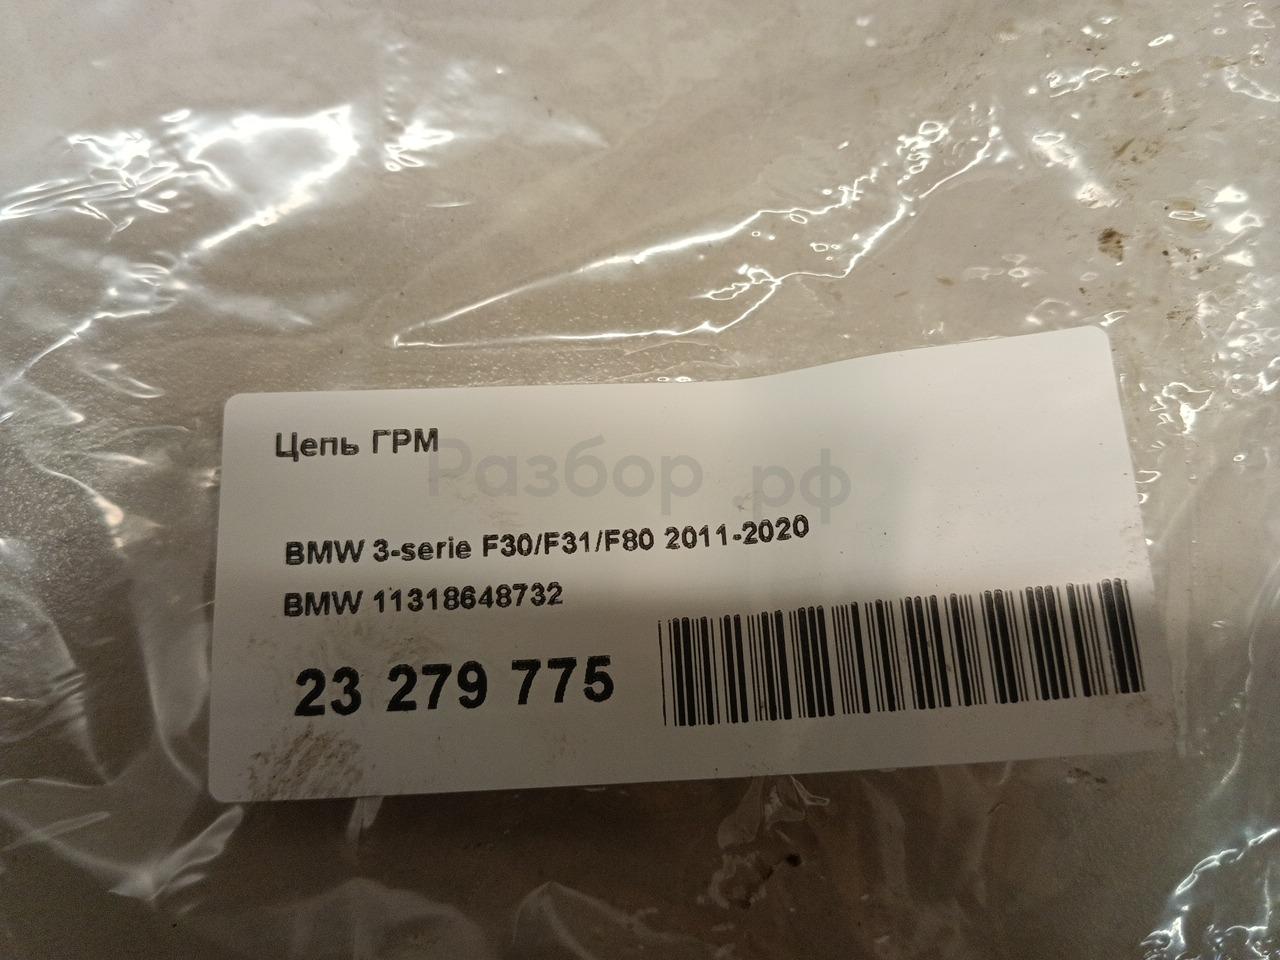 Цепь ГРМ
Разбор.рф
BMW 3-serie F30/F31/F80 2011-2020
BMW 11318648732
23 279 775